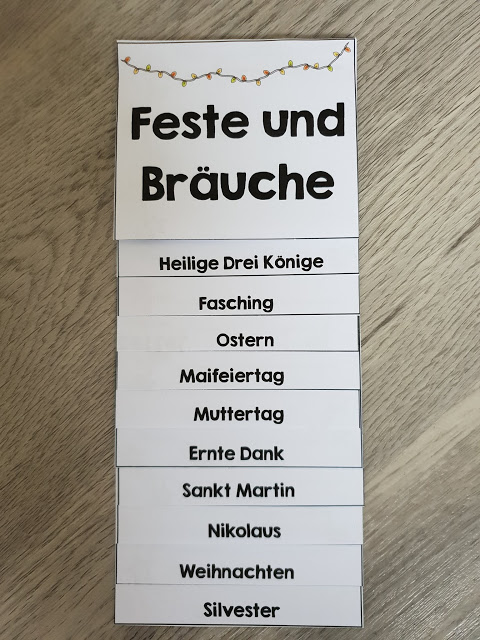 Feste und
Bräuche
Heilige Drei Könige
Fasching
Ostern
Maifeiertag
Muttertag
Ernte Dank
Sankt Martin
Nikolaus
Weihnachten
Silvester